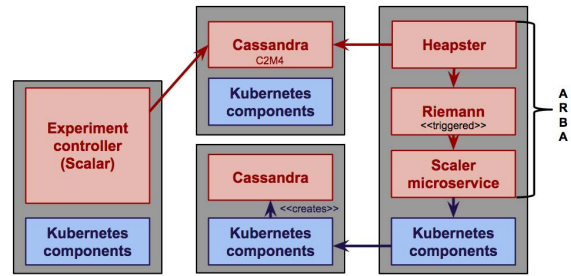 Cassandra
C2M4
Kubernetes
components
Heapster
Riemann
<<triggered>>
Scaler
microservice
A
R
B
A
Experiment
controller
(Scalar)
Kubernetes
components
Cassandra
<<creates>>
Kubernetes
components
Kubernetes
components